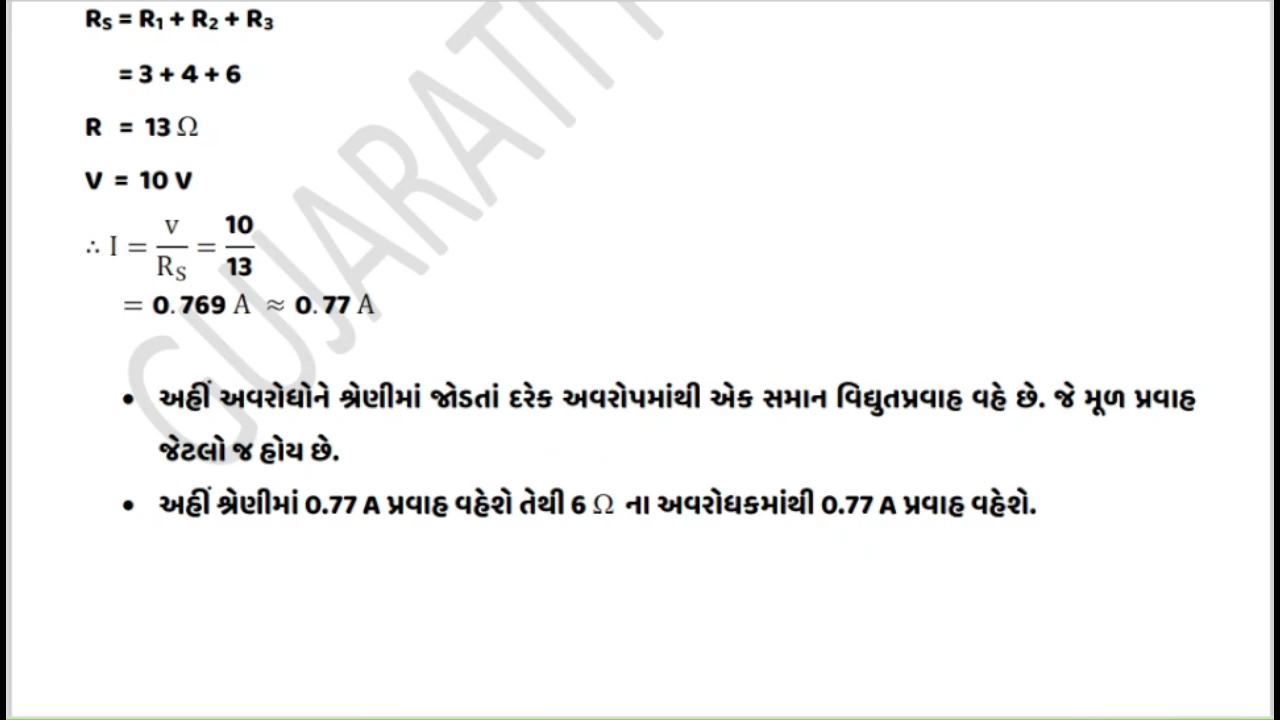 RS = R1 + R2 + R3
= 3 + 4 + 6
R = 13 Ω
V = 10 V
∴ I = v/RS = 10/13
= 0.769 A ≈ 0.77 A
• અહીં અવરોધોને શ્રેણીમાં જોડતાં દરેક અવરોપમાંથી એક સમાન વિદ્યુતપ્રવાહ વહે છે. જે મૂળ પ્રવાહ
જેટલો જ હોય છે.
• અહીં શ્રેણીમાં 0.77 A પ્રવાહ વહેશે તેથી 6 Ω ના અવરોધકમાંથી 0.77 A પ્રવાહ વહેશે.
GUJARATI